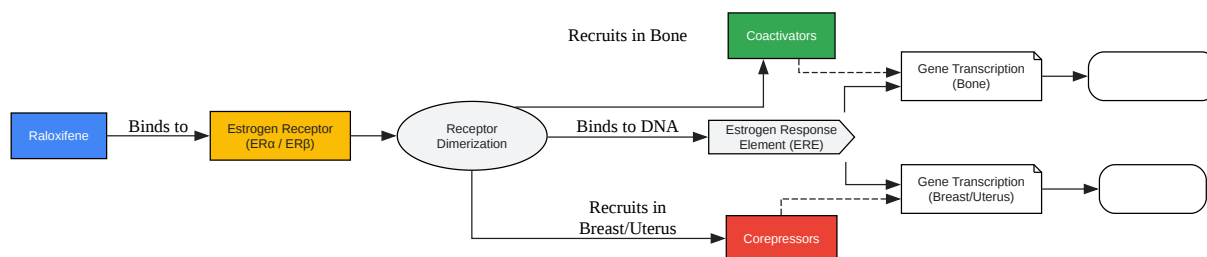 Raloxifene
Binds to
Estrogen Receptor
(ERα / ERβ)
Receptor
Dimerization
Recruits in Bone
Coactivators
Binds to DNA
Estrogen Response
Element (ERE)
Recruits in
Breast/Uterus
Corepressors
Gene Transcription
(Bone)
Gene Transcription
(Breast/Uterus)